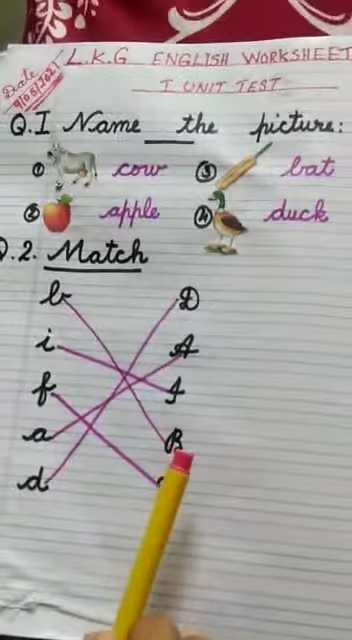 L.K.G ENGLISH WORKSHEET
Date
I UNIT TEST
Q.I Name the picture:
① cow ③ bat
② apple ④ duck
Q.2. Match
b D
i A
f I
a B
d